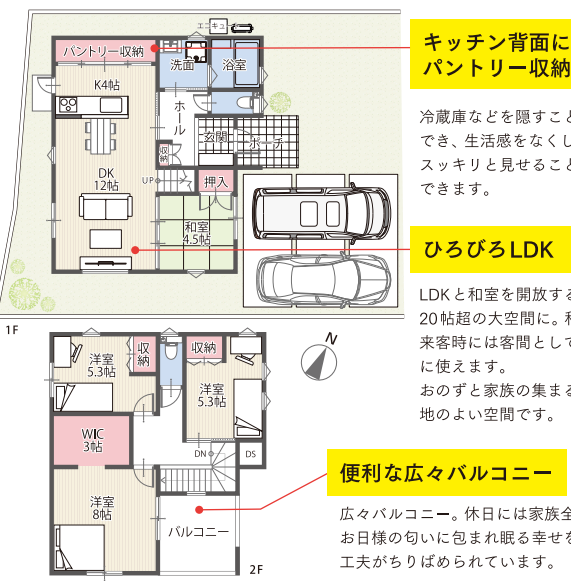 エコキュート
パントリー収納
洗面
浴室
K4帖
ホール
玄関
ポーチ
収納
DK
12帖
UP
押入
和室
4.5帖
1F
キッチン背面に
パントリー収納
冷蔵庫などを隠すこと
でき、生活感をなくし
スッキリと見せること
できます。
ひろびろLDK
LDKと和室を開放する
20帖超の大空間に。
来客時には客間として
に使えます。
おのずと家族の集まる
地のよい空間です。
N
洋室
5.3帖
収納
収納
洋室
5.3帖
WIC
3帖
DN
DS
洋室
8帖
バルコニー
2F
便利な広々バルコニー
広々バルコニー。休日には家族全
お日様の匂いに包まれ眠る幸せを
工夫がちりばめられています。